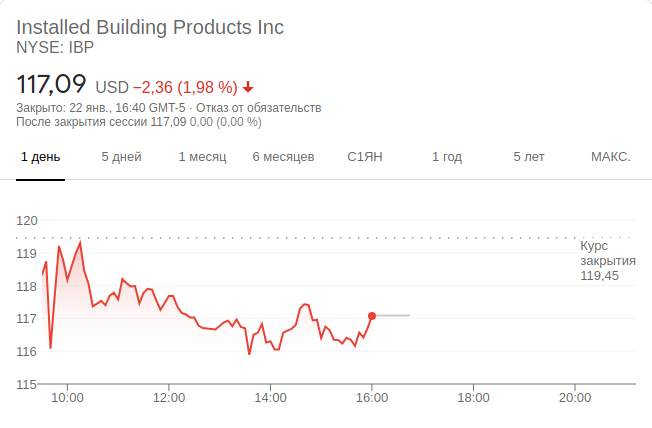 Installed Building Products Inc
NYSE: IBP
117,09 USD −2,36 (1,98 %)
Закрыто: 22 янв., 16:40 GMT-5 · Отказ от обязательств
После закрытия сессии 117,09 0,00 (0,00 %)
1 день 5 дней 1 месяц 6 месяцев С1ЯН 1 год 5 лет МАКС.
120
119
118
117
116
115
Курс
закрытия
119,45
10:00 12:00 14:00 16:00 18:00 20:00